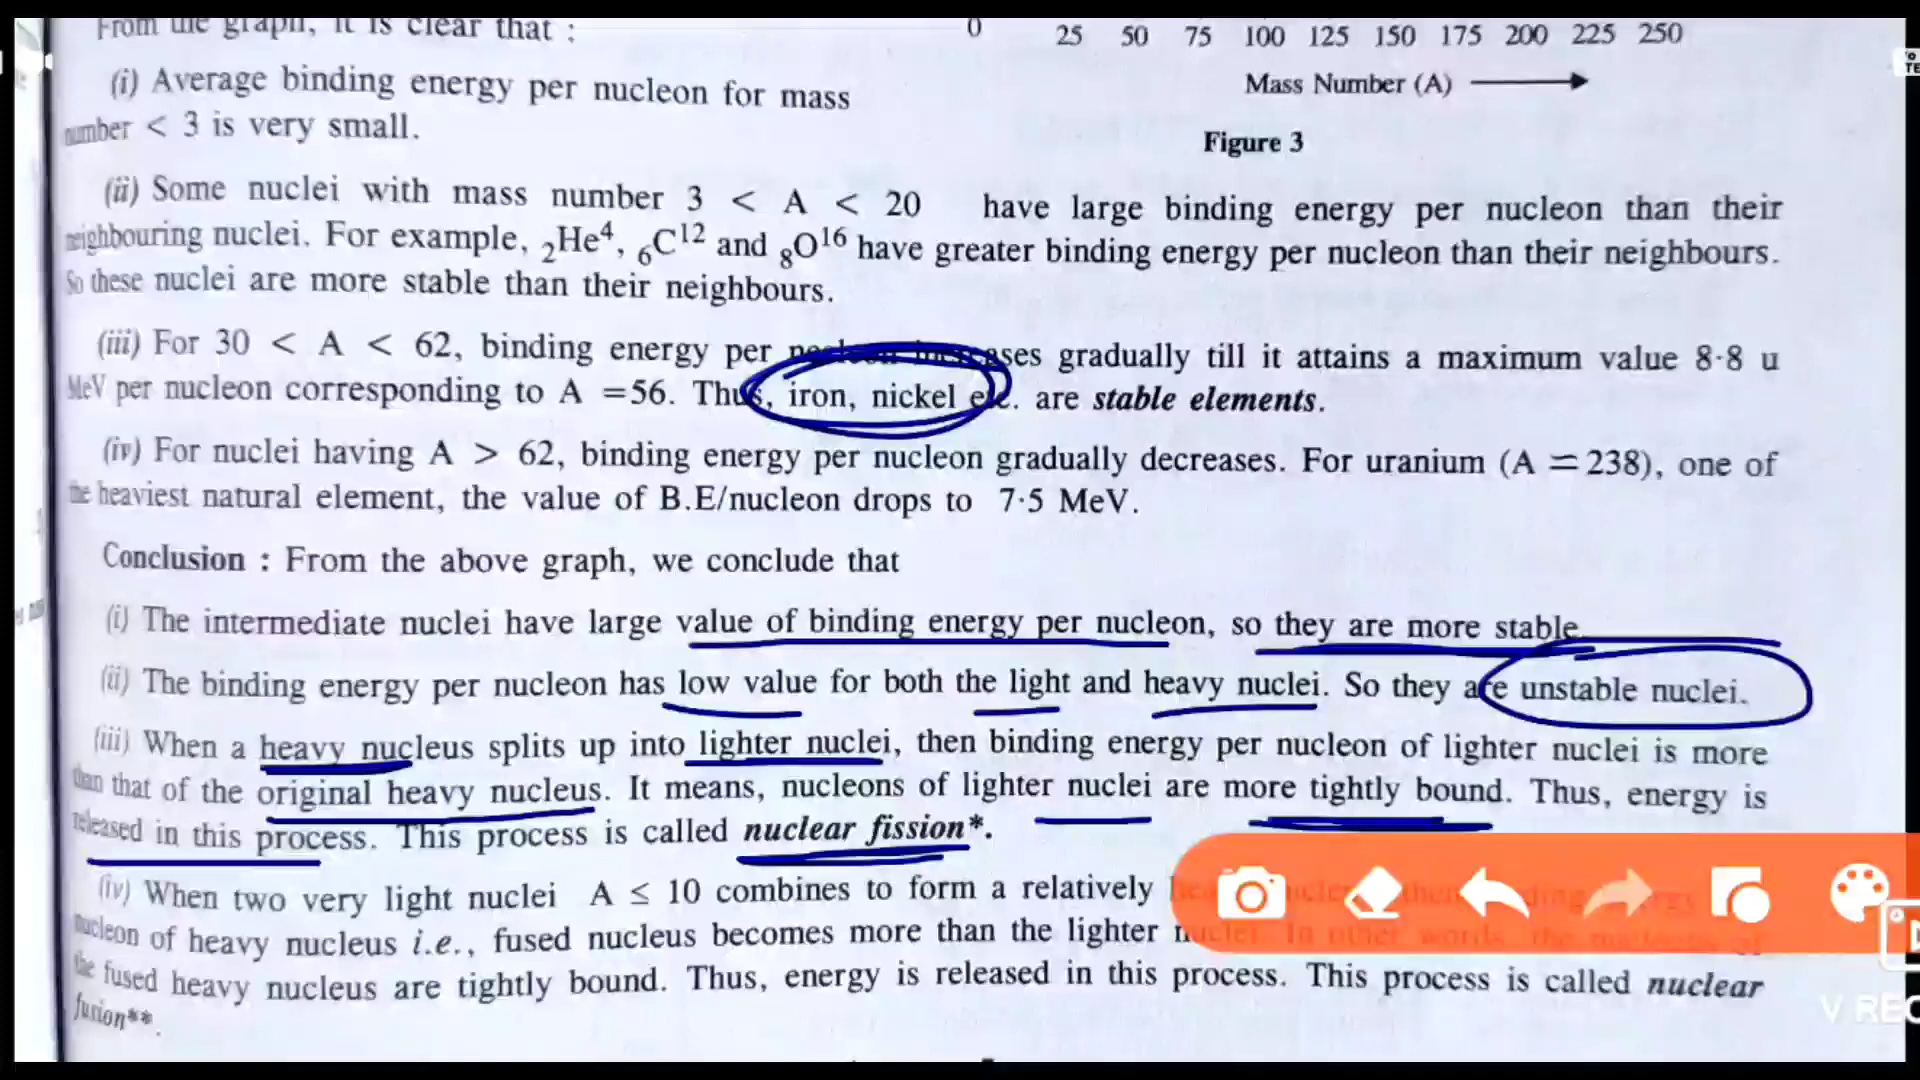 From the graph, it is clear that :
0
25 50 75 100 125 150 175 200 225 250
Mass Number (A)
Figure 3
(i) Average binding energy per nucleon for mass
number < 3 is very small.
(ii) Some nuclei with mass number 3 < A < 20 have large binding energy per nucleon than their
neighbouring nuclei. For example, ₂He⁴, ₆C¹² and ₈O¹⁶ have greater binding energy per nucleon than their neighbours.
So these nuclei are more stable than their neighbours.
(iii) For 30 < A < 62, binding energy per nucleon increases gradually till it attains a maximum value 8·8 u
MeV per nucleon corresponding to A =56. Thus, iron, nickel etc. are stable elements.
(iv) For nuclei having A > 62, binding energy per nucleon gradually decreases. For uranium (A = 238), one of
the heaviest natural element, the value of B.E/nucleon drops to 7·5 MeV.
Conclusion : From the above graph, we conclude that
(i) The intermediate nuclei have large value of binding energy per nucleon, so they are more stable.
(ii) The binding energy per nucleon has low value for both the light and heavy nuclei. So they are unstable nuclei.
(iii) When a heavy nucleus splits up into lighter nuclei, then binding energy per nucleon of lighter nuclei is more
than that of the original heavy nucleus. It means, nucleons of lighter nuclei are more tightly bound. Thus, energy is
released in this process. This process is called nuclear fission*.
(iv) When two very light nuclei A ≤ 10 combines to form a relatively then binding energy
nucleon of heavy nucleus i.e., fused nucleus becomes more than the lighter nuclei. In other words, the nucleons of
the fused heavy nucleus are tightly bound. Thus, energy is released in this process. This process is called nuclear
fusion**.
V REC